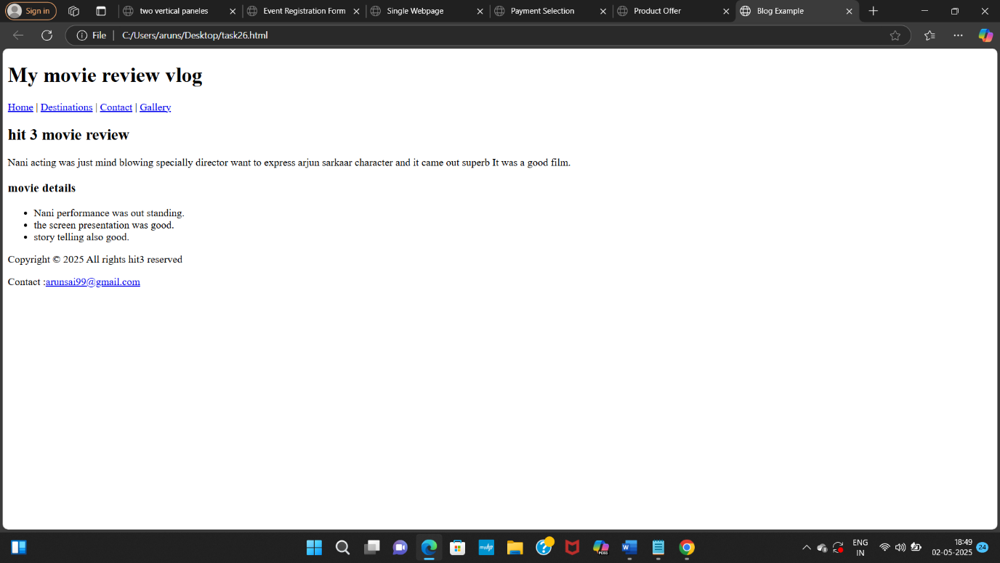 Sign in
two vertical paneles
Event Registration Form
Single Webpage
Payment Selection
Product Offer
Blog Example
File | C:/Users/aruns/Desktop/task26.html
My movie review vlog
Home | Destinations | Contact | Gallery
hit 3 movie review
Nani acting was just mind blowing specially director want to express arjun sarkaar character and it came out superb It was a good film.
movie details
• Nani performance was out standing.
• the screen presentation was good.
• story telling also good.
Copyright © 2025 All rights hit3 reserved
Contact :arunsai99@gmail.com
myhp
M365
W
ENG
IN
18:49
02-05-2025
24